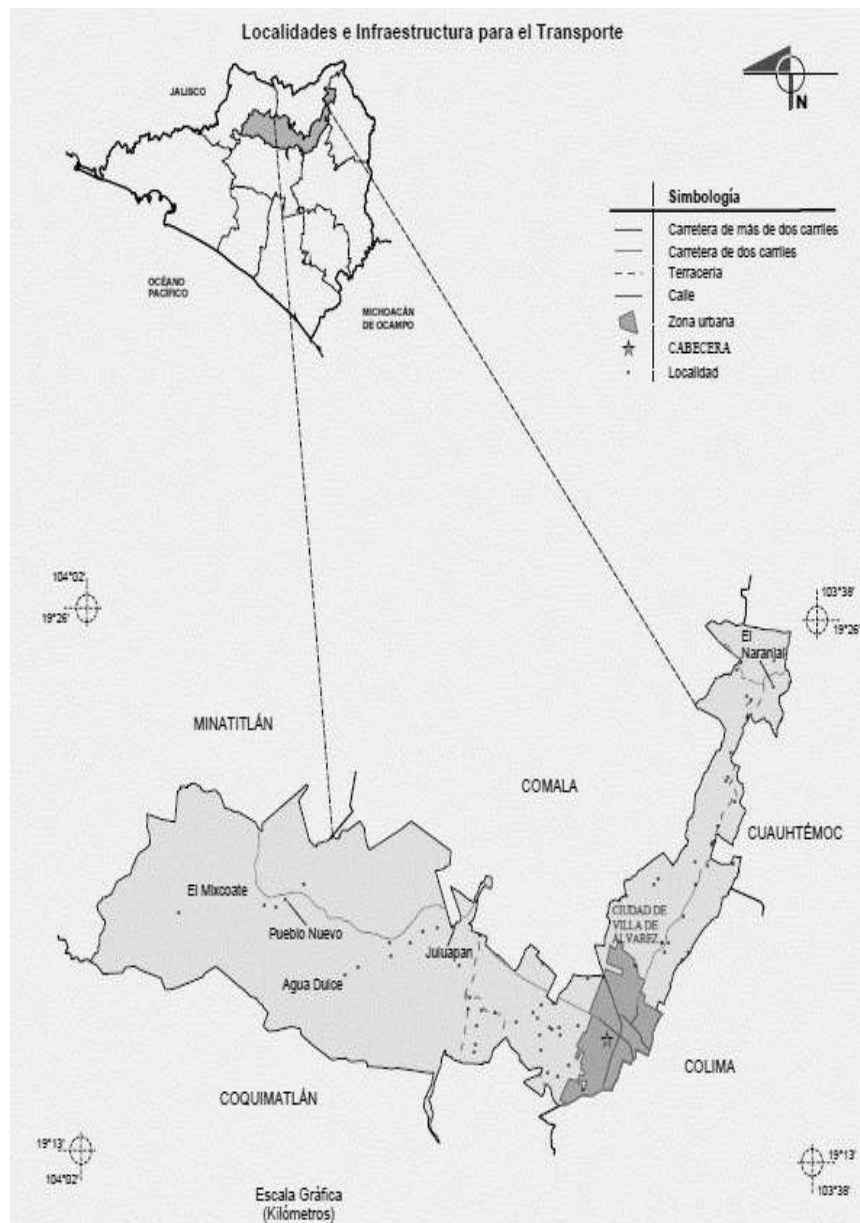 Localidades e Infraestructura para el Transporte
JALISCO
N
OCÉANO
PACÍFICO
MICHOACÁN
DE OCAMPO
Simbología
Carretera de más de dos carriles
Carretera de dos carriles
Terracería
Calle
Zona urbana
CABECERA
Localidad
104°02'
19°26'
103°38'
19°26'
El
Naranjal
MINATITLÁN
COMALA
CUAUHTÉMOC
El Mixcoate
Pueblo Nuevo
CIUDAD DE
VILLA DE
ALVAREZ
Juluapan
Agua Dulce
COLIMA
COQUIMATLÁN
19°13'
104°02'
19°13'
103°38'
Escala Gráfica
(Kilómetros)